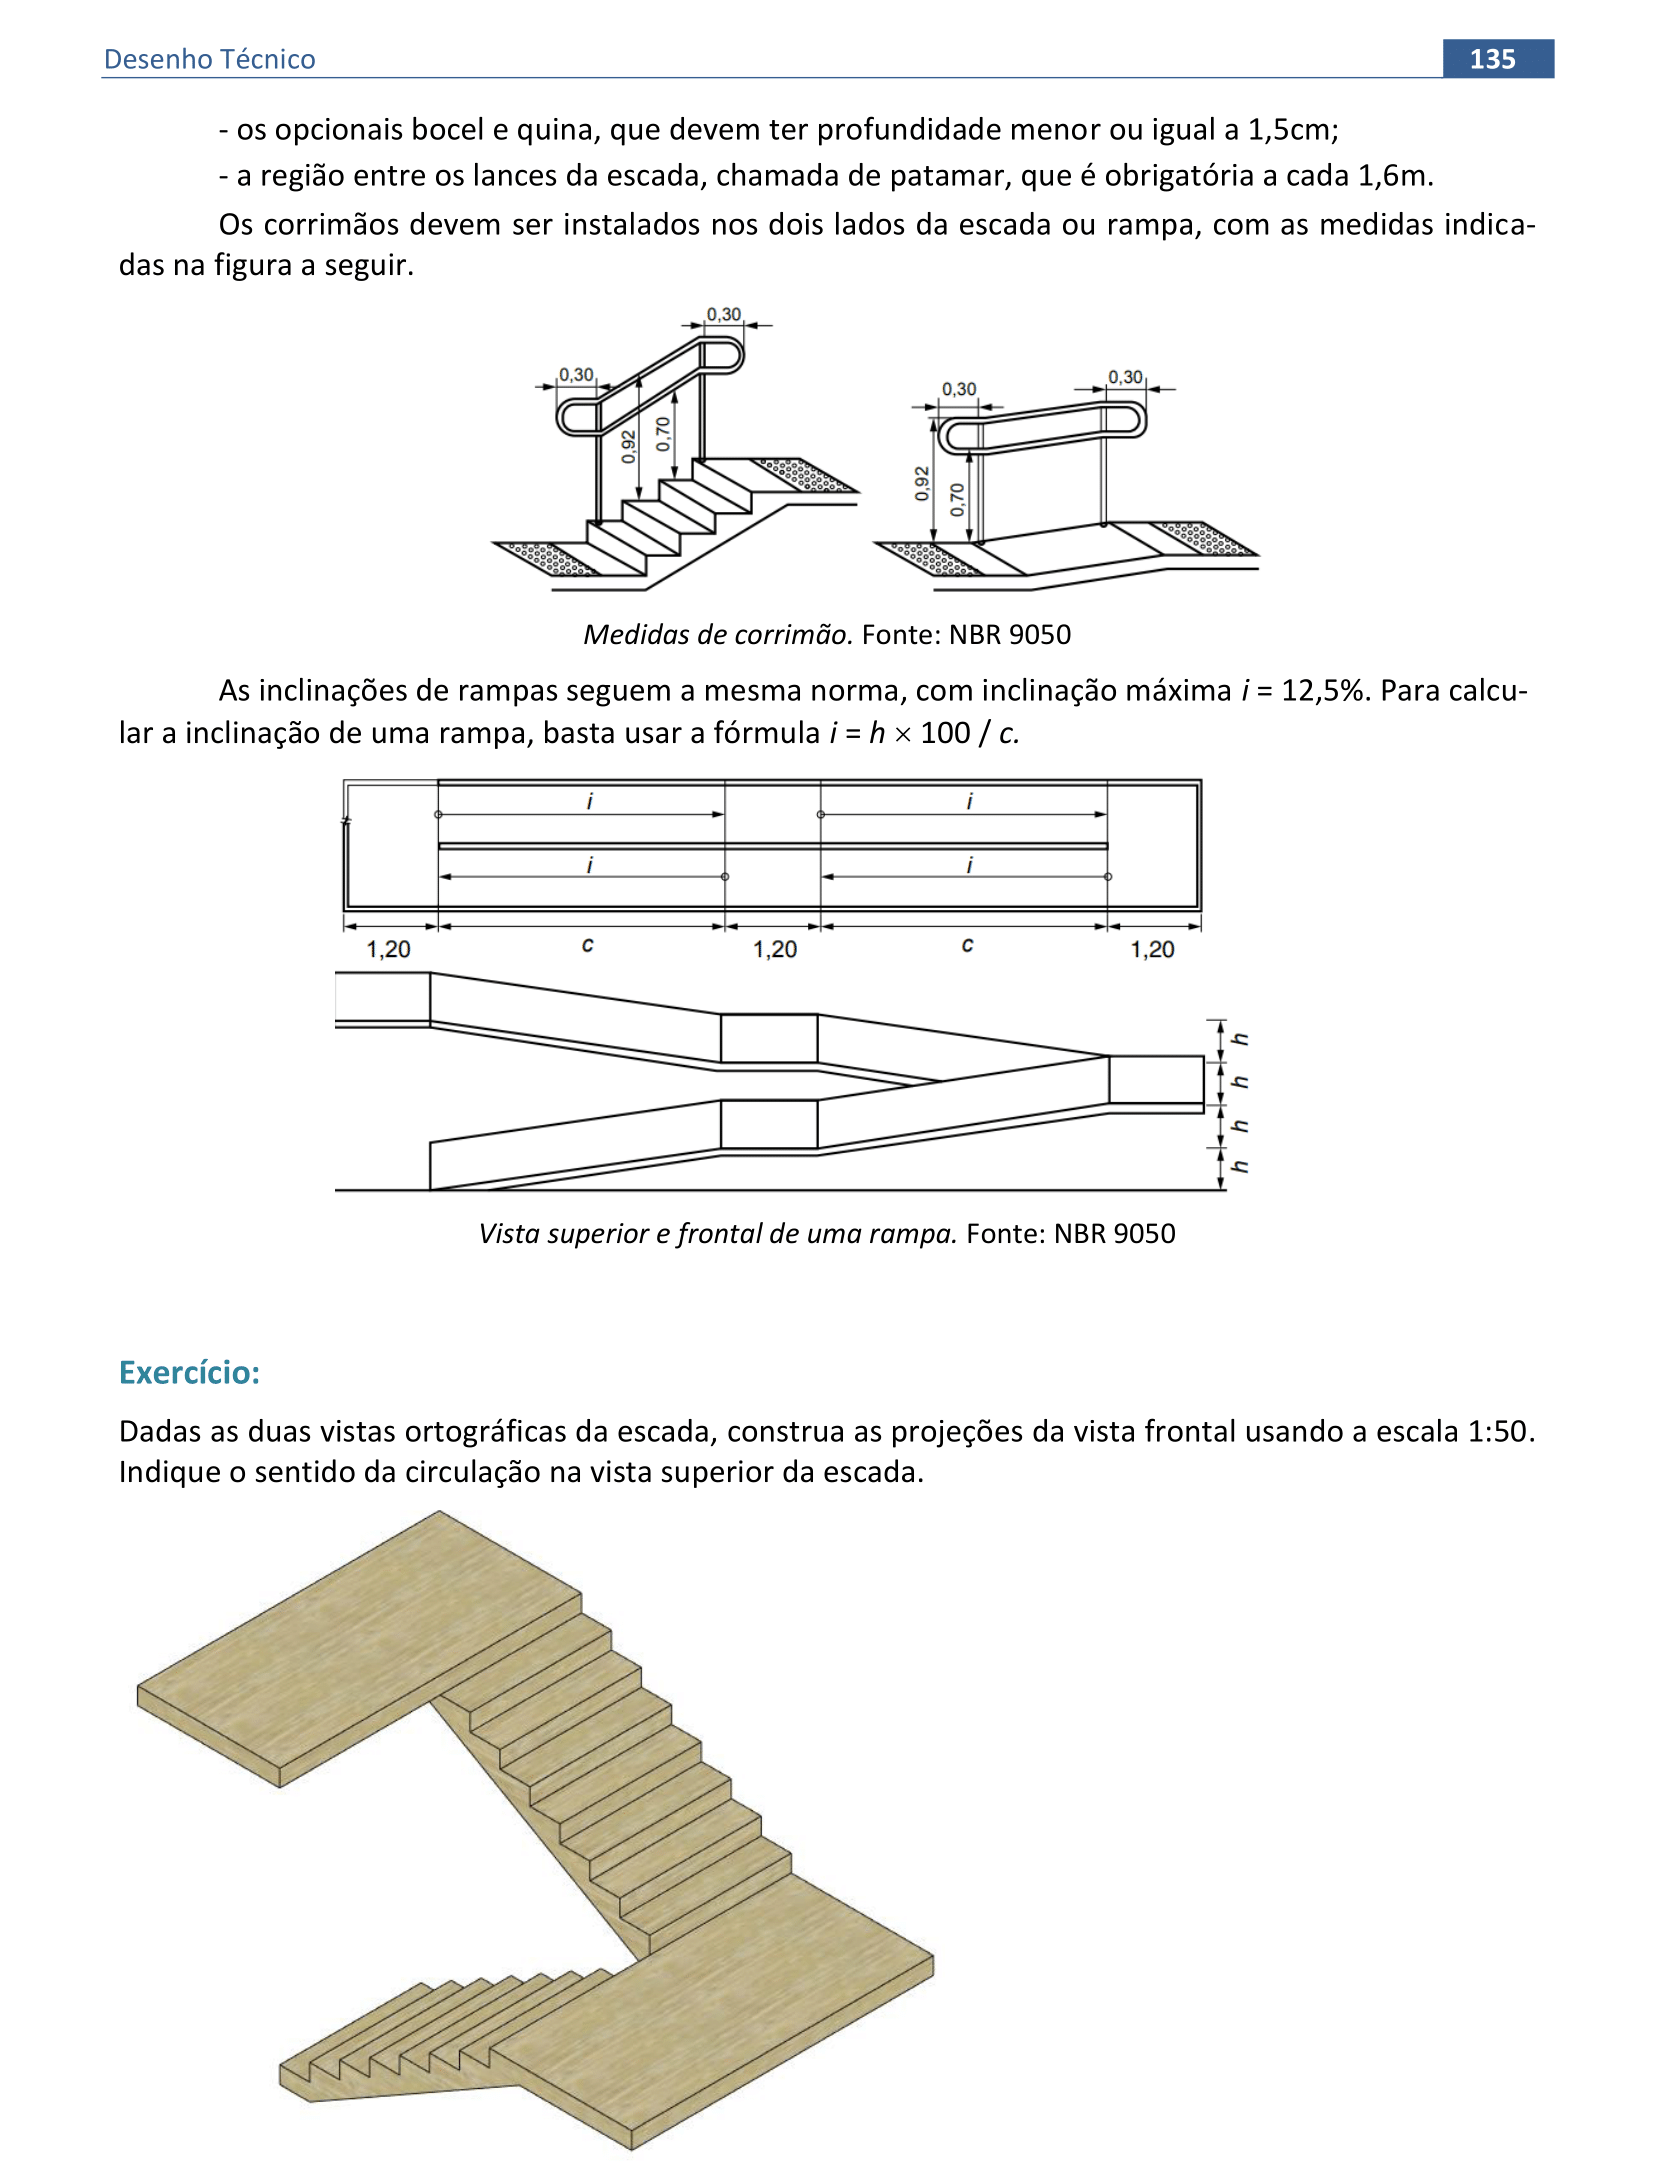 Desenho Técnico
135
- os opcionais bocel e quina, que devem ter profundidade menor ou igual a 1,5cm;
- a região entre os lances da escada, chamada de patamar, que é obrigatória a cada 1,6m.
Os corrimãos devem ser instalados nos dois lados da escada ou rampa, com as medidas indica-
das na figura a seguir.
0,30
0,30
0,92
0,70
0,30
0,30
0,92
0,70
Medidas de corrimão. Fonte: NBR 9050
As inclinações de rampas seguem a mesma norma, com inclinação máxima i = 12,5%. Para calcu-
lar a inclinação de uma rampa, basta usar a fórmula i = h × 100 / c.
i
i
i
i
1,20
c
1,20
c
1,20
h
h
h
h
Vista superior e frontal de uma rampa. Fonte: NBR 9050
Exercício:
Dadas as duas vistas ortográficas da escada, construa as projeções da vista frontal usando a escala 1:50.
Indique o sentido da circulação na vista superior da escada.